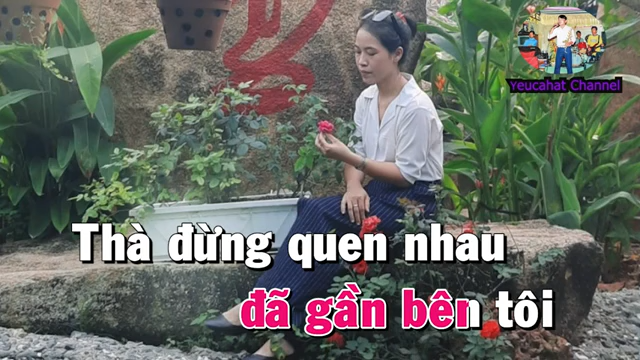 Yeucahat Channel
Thà đừng quen nhau
đã gần bên tôi